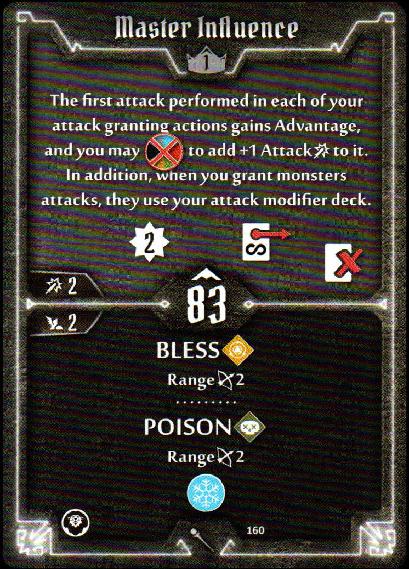 Master Influence
1
The first attack performed in each of your
attack granting actions gains Advantage,
and you may to add +1 Attack to it.
In addition, when you grant monsters
attacks, they use your attack modifier deck.
2
2
83
2
BLESS
Range 2
POISON
Range 2
160